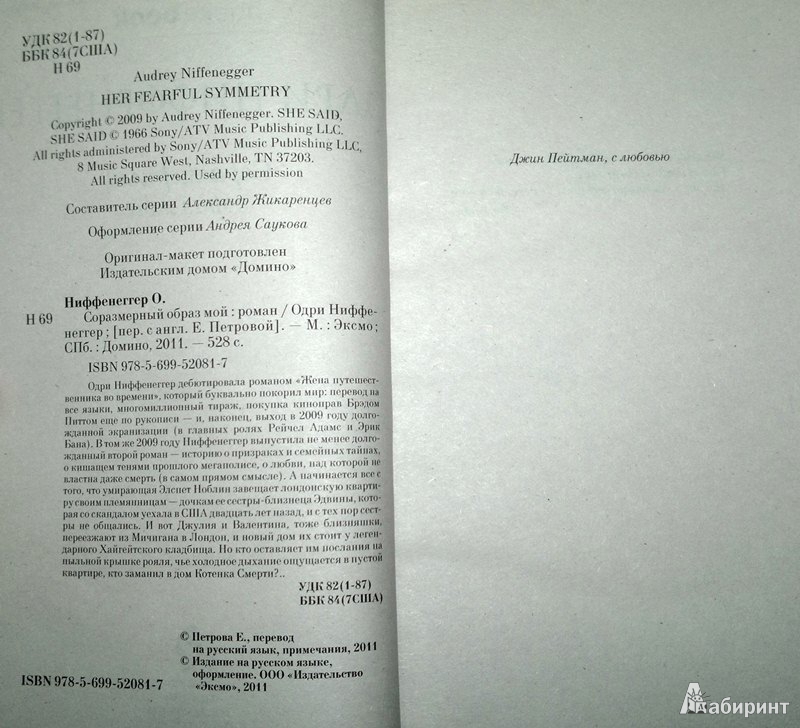 УДК 82(1-87)
ББК 84(7США)
Н 69
Audrey Niffenegger
HER FEARFUL SYMMETRY
Copyright © 2009 by Audrey Niffenegger. SHE SAID,
SHE SAID © 1966 Sony/ATV Music Publishing LLC.
All rights administered by Sony/ATV Music Publishing LLC,
8 Music Square West, Nashville, TN 37203.
All rights reserved. Used by permission
Составитель серии Александр Жикаренцев
Оформление серии Андрея Саукова
Оригинал-макет подготовлен
Издательским домом «Домино»
Ниффенеггер О.
Н 69 Соразмерный образ мой : роман / Одри Ниффе-
неггер ; [пер. с англ. Е. Петровой]. — М. : Эксмо ;
СПб. : Домино, 2011. — 528 с.
ISBN 978-5-699-52081-7
Одри Ниффенеггер дебютировала романом «Жена путешест-
венника во времени», который буквально покорил мир: перевод на
все языки, многомиллионный тираж, покупка киноправ Брэдом
Питтом еще по рукописи — и, наконец, выход в 2009 году долго-
жданной экранизации (в главных ролях Рейчел Адамс и Эрик
Бана). В том же 2009 году Ниффенеггер выпустила не менее долго-
жданный второй роман — историю о призраках и семейных тайнах,
о кишащем тенями прошлого мегаполисе, о любви, над которой не
властна даже смерть (в самом прямом смысле). А начинается все с
того, что умирающая Элспет Ноблин завещает лондонскую кварти-
ру своим племянницам — дочкам ее сестры-близнеца Эдвины, кото-
рая со скандалом уехала в США двадцать лет назад, и с тех пор сест-
ры не общались. И вот Джулия и Валентина, тоже близняшки,
переезжают из Мичигана в Лондон, и новый дом их стоит у леген-
дарного Хайгейтского кладбища. Но кто оставляет им послания на
пыльной крышке рояля, чье холодное дыхание ощущается в пустой
квартире, кто заманил в дом Котенка Смерти?..
УДК 82(1-87)
ББК 84(7США)
© Петрова Е., перевод
на русский язык, примечания, 2011
© Издание на русском языке,
оформление. ООО «Издательство
«Эксмо», 2011
ISBN 978-5-699-52081-7
Джин Пейтман, с любовью
Лабиринт